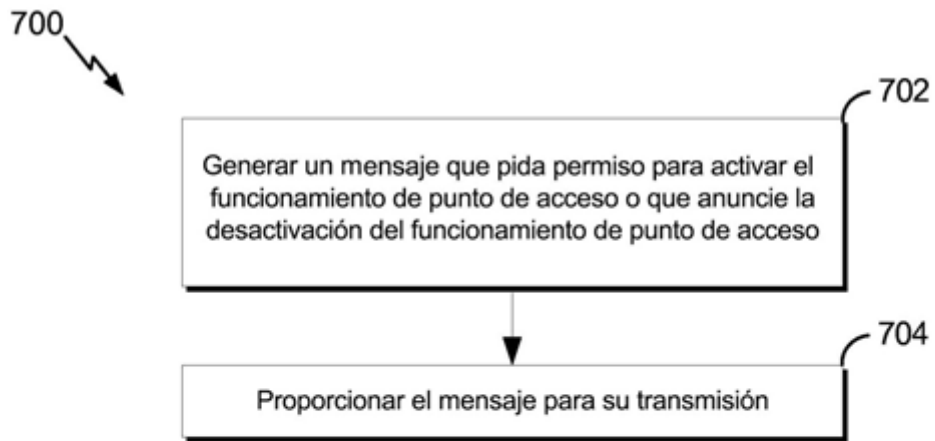 700
702
Generar un mensaje que pida permiso para activar el
funcionamiento de punto de acceso o que anuncie la
desactivación del funcionamiento de punto de acceso
704
Proporcionar el mensaje para su transmisión